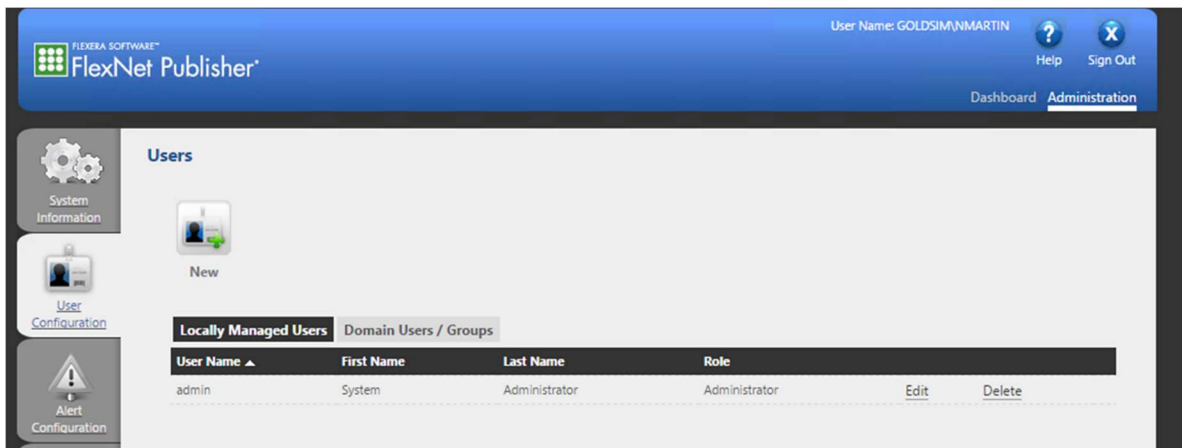 User Name: GOLDSIM\NMARTIN
FLEXERA SOFTWARE™
FlexNet Publisher
? Help
X Sign Out
Dashboard Administration
System
Information
Users
New
User
Configuration
Locally Managed Users Domain Users / Groups
User Name ▲ First Name Last Name Role
admin System Administrator Administrator Edit Delete
Alert
Configuration